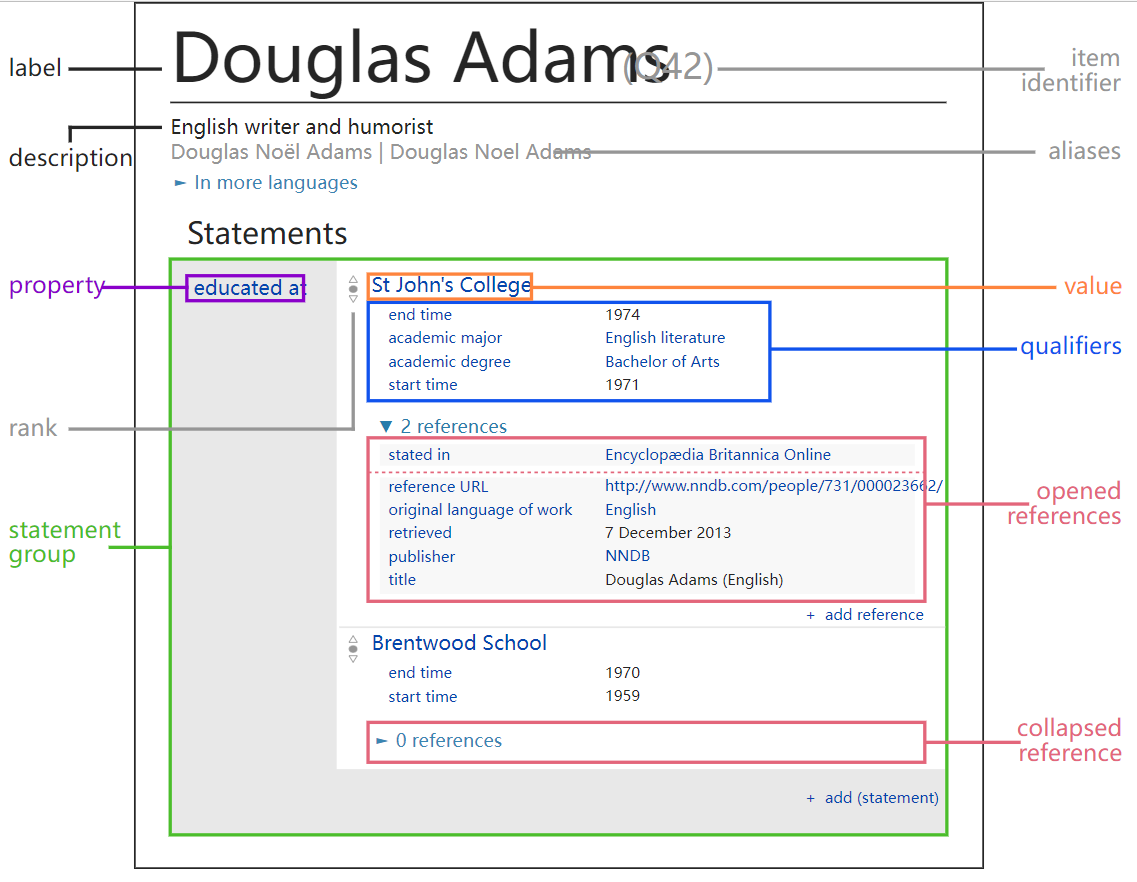 Douglas Adams (Q42)
label
item
identifier
English writer and humorist
description
Douglas Noël Adams | Douglas Noel Adams
aliases
► In more languages
Statements
property
educated at
St John's College
value
end time 1974
academic major English literature
academic degree Bachelor of Arts
start time 1971
qualifiers
rank
▼ 2 references
stated in Encyclopædia Britannica Online
reference URL http://www.nndb.com/people/731/000023662/
original language of work English
retrieved 7 December 2013
publisher NNDB
title Douglas Adams (English)
opened
references
statement
group
+ add reference
Brentwood School
end time 1970
start time 1959
► 0 references
collapsed
reference
+ add (statement)